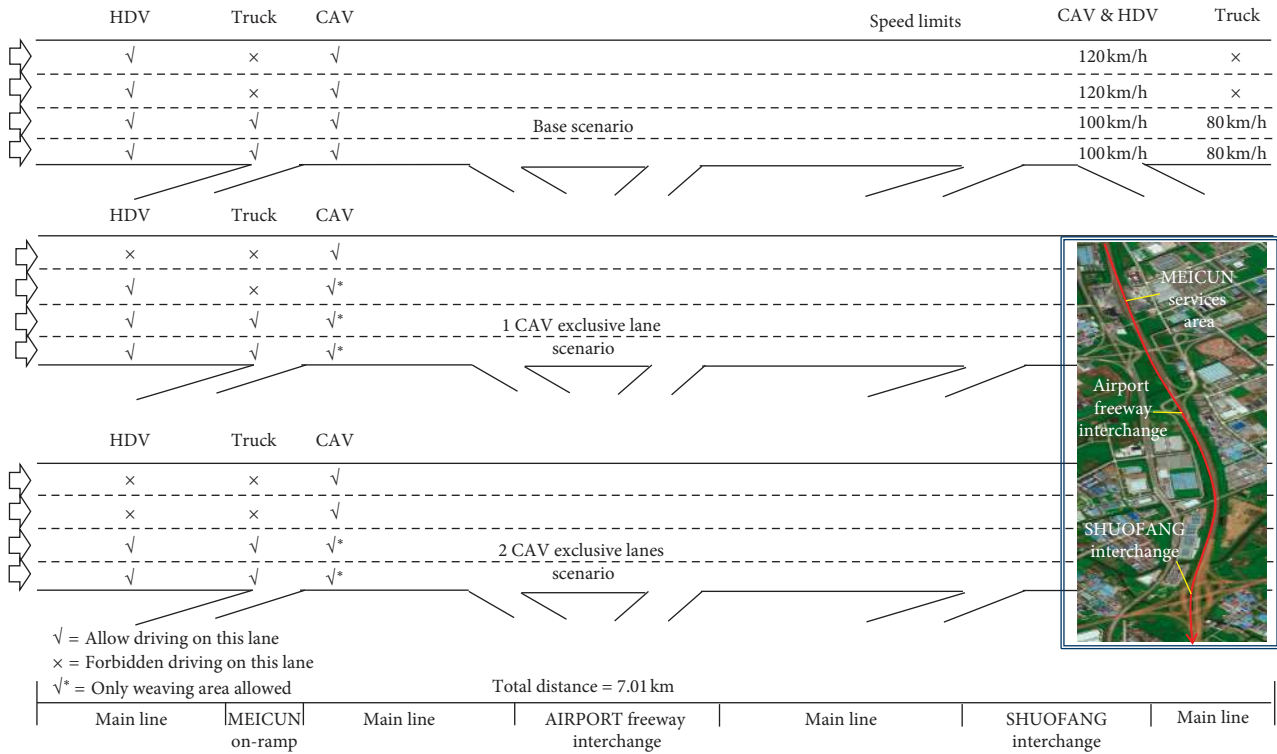 HDV Truck CAV Speed limits CAV & HDV Truck
√ × √ 120 km/h ×
√ × √ 120 km/h ×
√ √ √ Base scenario 100 km/h 80 km/h
√ √ √ 100 km/h 80 km/h
HDV Truck CAV
× × √
√ × √*
√ √ √* 1 CAV exclusive lane
√ √ √* scenario
HDV Truck CAV
× × √
× × √
√ √ √* 2 CAV exclusive lanes
√ √ √* scenario
MEICUN
services
area
Airport
freeway
interchange
SHUOFANG
interchange
√ = Allow driving on this lane
× = Forbidden driving on this lane
√* = Only weaving area allowed
Total distance = 7.01 km
Main line MEICUN Main line AIRPORT freeway Main line SHUOFANG Main line
on-ramp interchange interchange